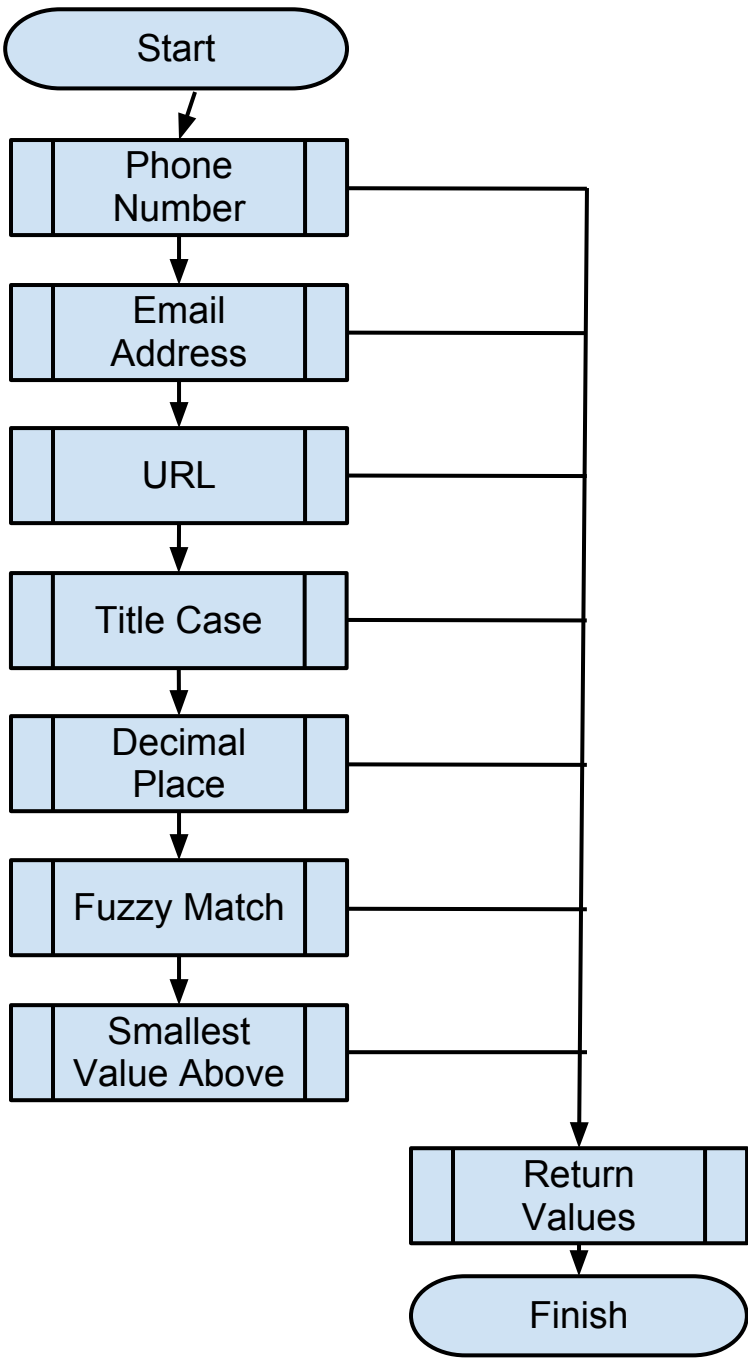 Start
Phone
Number
Email
Address
URL
Title Case
Decimal
Place
Fuzzy Match
Smallest
Value Above
Return
Values
Finish